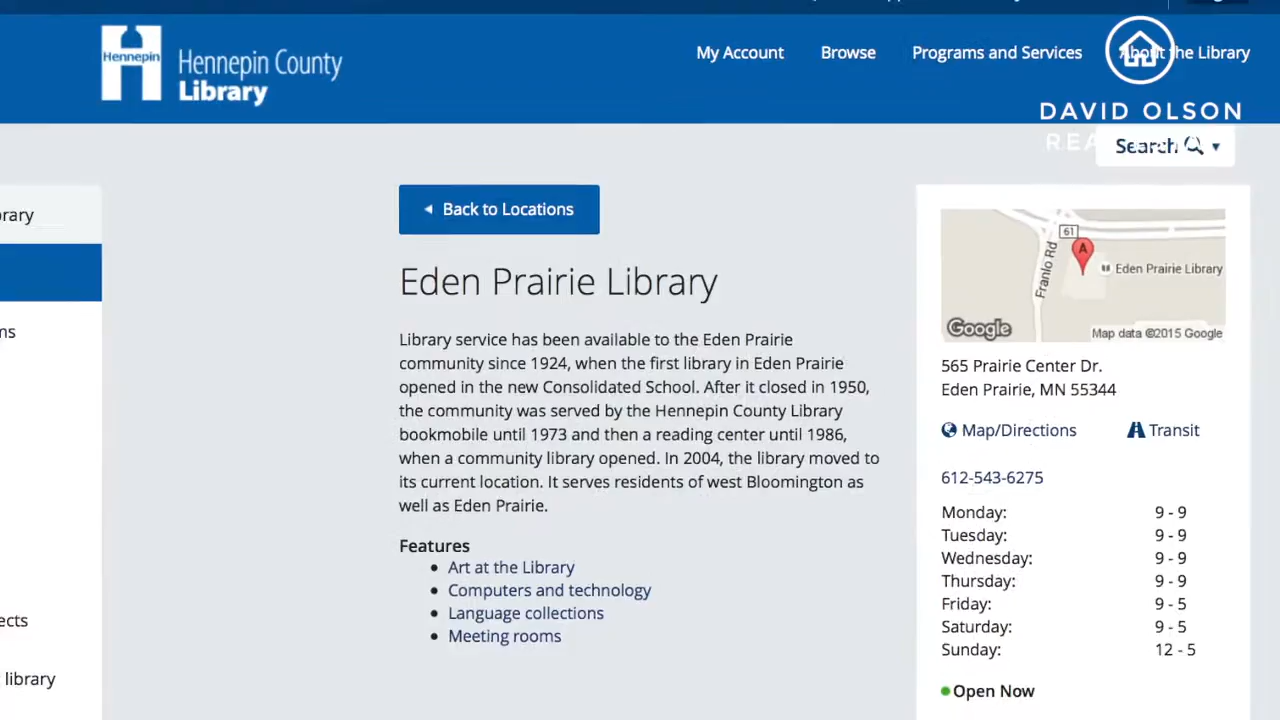 Hennepin
Hennepin County
Library
My Account
Browse
Programs and Services
About the Library
DAVID OLSON
Search
rary
Back to Locations
61
Franlo Rd
A
Eden Prairie Library
Google
Map data ©2015 Google
Eden Prairie Library
Library service has been available to the Eden Prairie
community since 1924, when the first library in Eden Prairie
opened in the new Consolidated School. After it closed in 1950,
the community was served by the Hennepin County Library
bookmobile until 1973 and then a reading center until 1986,
when a community library opened. In 2004, the library moved to
its current location. It serves residents of west Bloomington as
well as Eden Prairie.
Features
Art at the Library
Computers and technology
Language collections
Meeting rooms
565 Prairie Center Dr.
Eden Prairie, MN 55344
Map/Directions
Transit
612-543-6275
Monday: 9 - 9
Tuesday: 9 - 9
Wednesday: 9 - 9
Thursday: 9 - 9
Friday: 9 - 5
Saturday: 9 - 5
Sunday: 12 - 5
Open Now
ms
ects
library